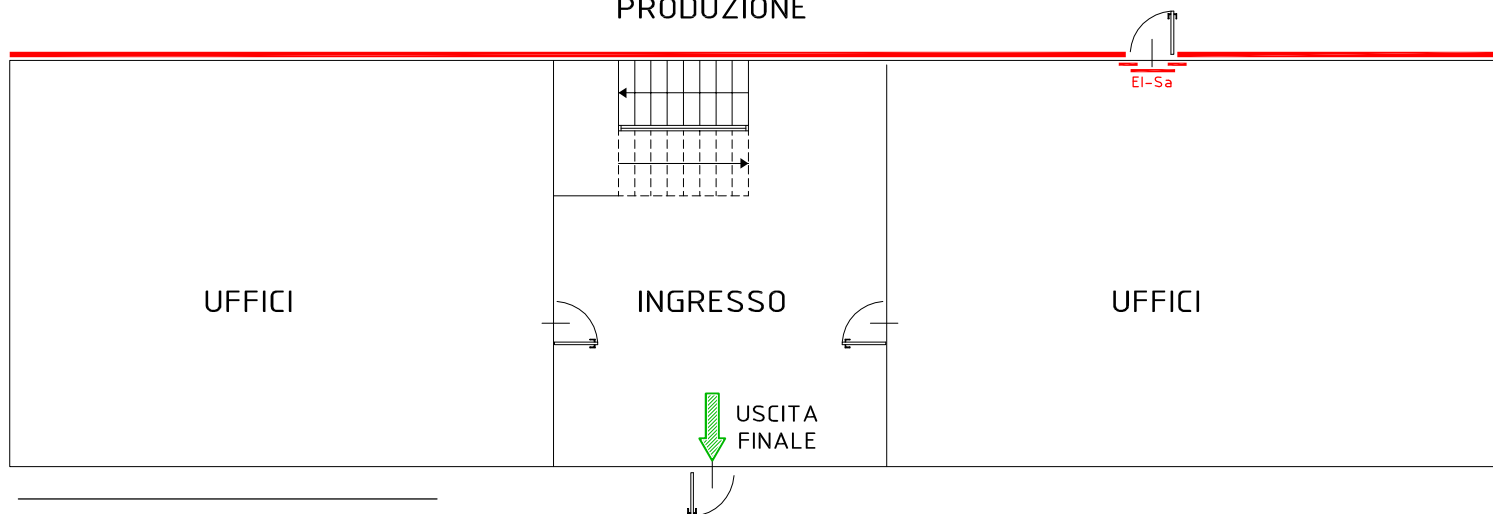 PRODUZIONE
EI-Sa
UFFICI
INGRESSO
UFFICI
USCITA
FINALE